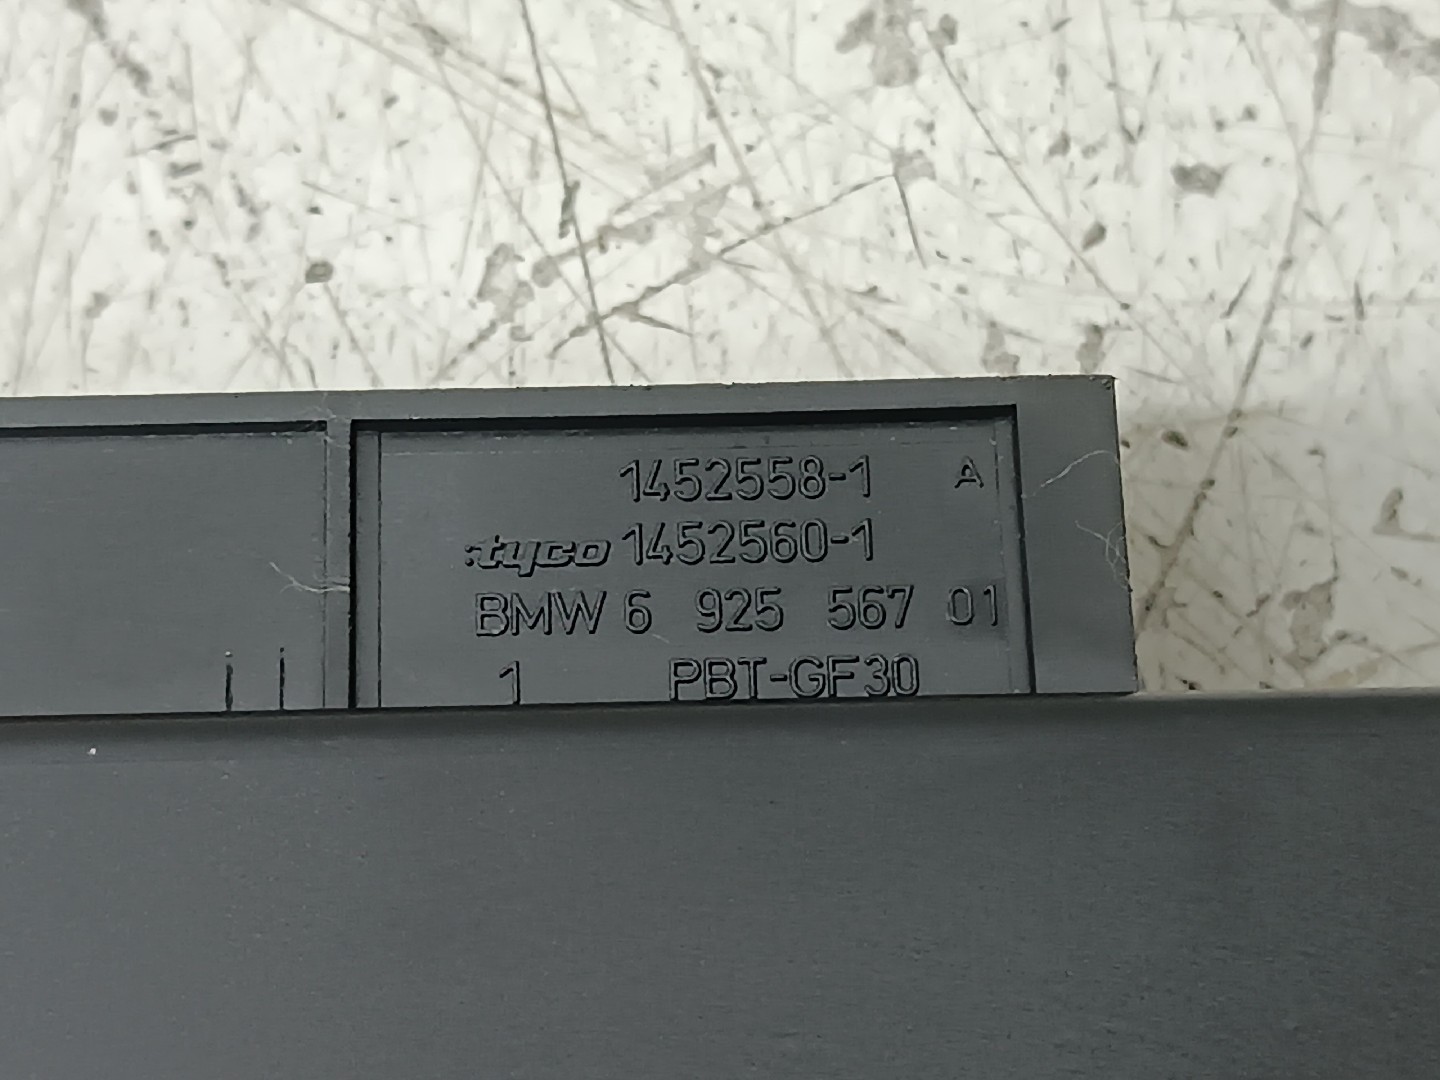 1452558-1 A
tyco 1452560-1
BMW 6 925 567 01
1 PBT-GF30